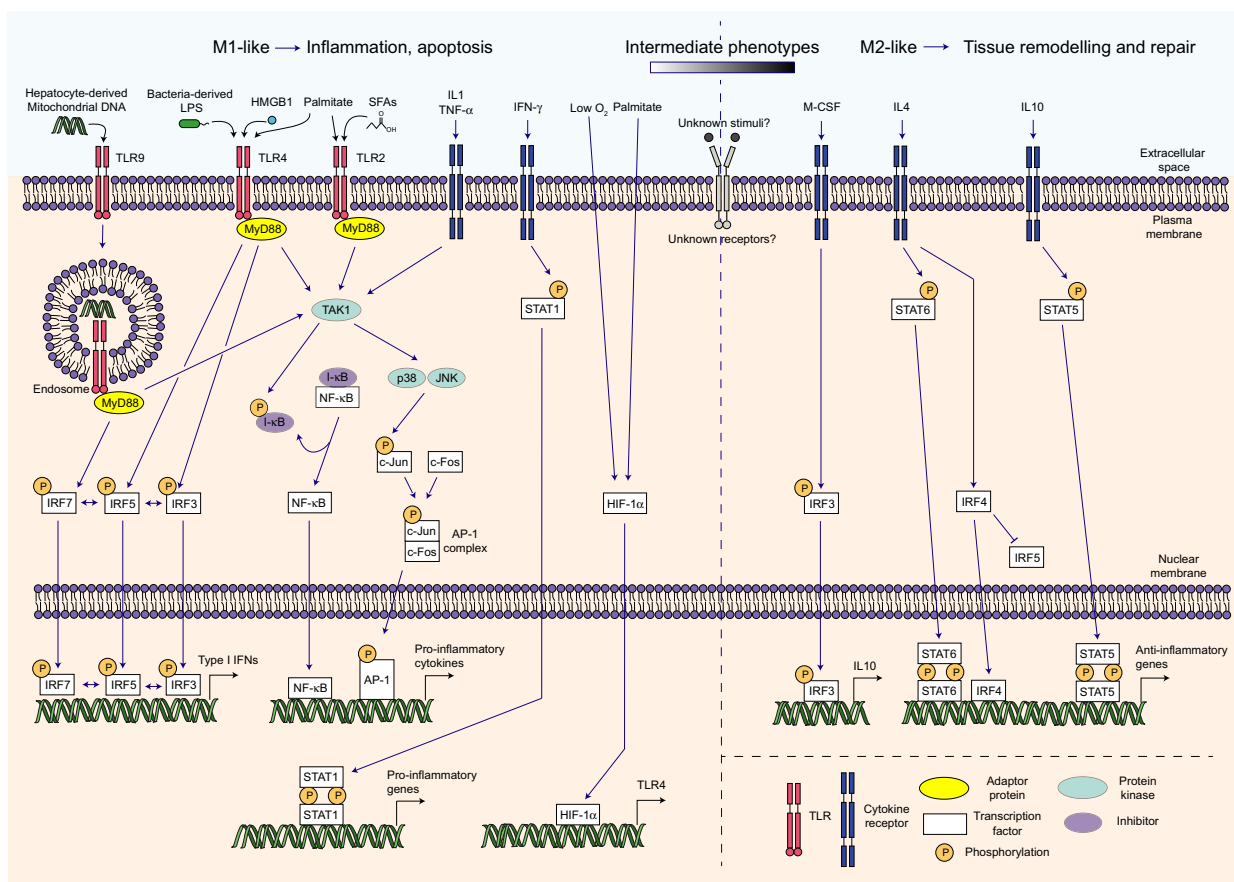 M1-like
Inflammation, apoptosis
Intermediate phenotypes
M2-like
Tissue remodelling and repair
Hepatocyte-derived
Mitochondrial DNA
Bacteria-derived
LPS
HMGB1
Palmitate
SFAs
OH
IL1
TNF-α
IFN-γ
Low O2
Palmitate
Unknown stimuli?
M-CSF
IL4
IL10
TLR9
TLR4
TLR2
Extracellular
space
Plasma
membrane
MyD88
MyD88
Unknown receptors?
TAK1
P
STAT1
P
STAT6
P
STAT5
Endosome
MyD88
I-κB
NF-κB
p38
JNK
P
I-κB
P
c-Jun
c-Fos
P
IRF7
P
IRF5
P
IRF3
NF-κB
P
c-Jun
c-Fos
AP-1
complex
HIF-1α
P
IRF3
IRF4
IRF5
Nuclear
membrane
P
IRF7
P
IRF5
P
IRF3
Type I IFNs
NF-κB
P
AP-1
Pro-inflammatory
cytokines
P
IRF3
IL10
STAT6
P
P
STAT6
IRF4
STAT5
P
P
STAT5
Anti-inflammatory
genes
STAT1
P
P
STAT1
Pro-inflammatory
genes
HIF-1α
TLR4
TLR
Cytokine
receptor
Adaptor
protein
Protein
kinase
Transcription
factor
Inhibitor
P
Phosphorylation